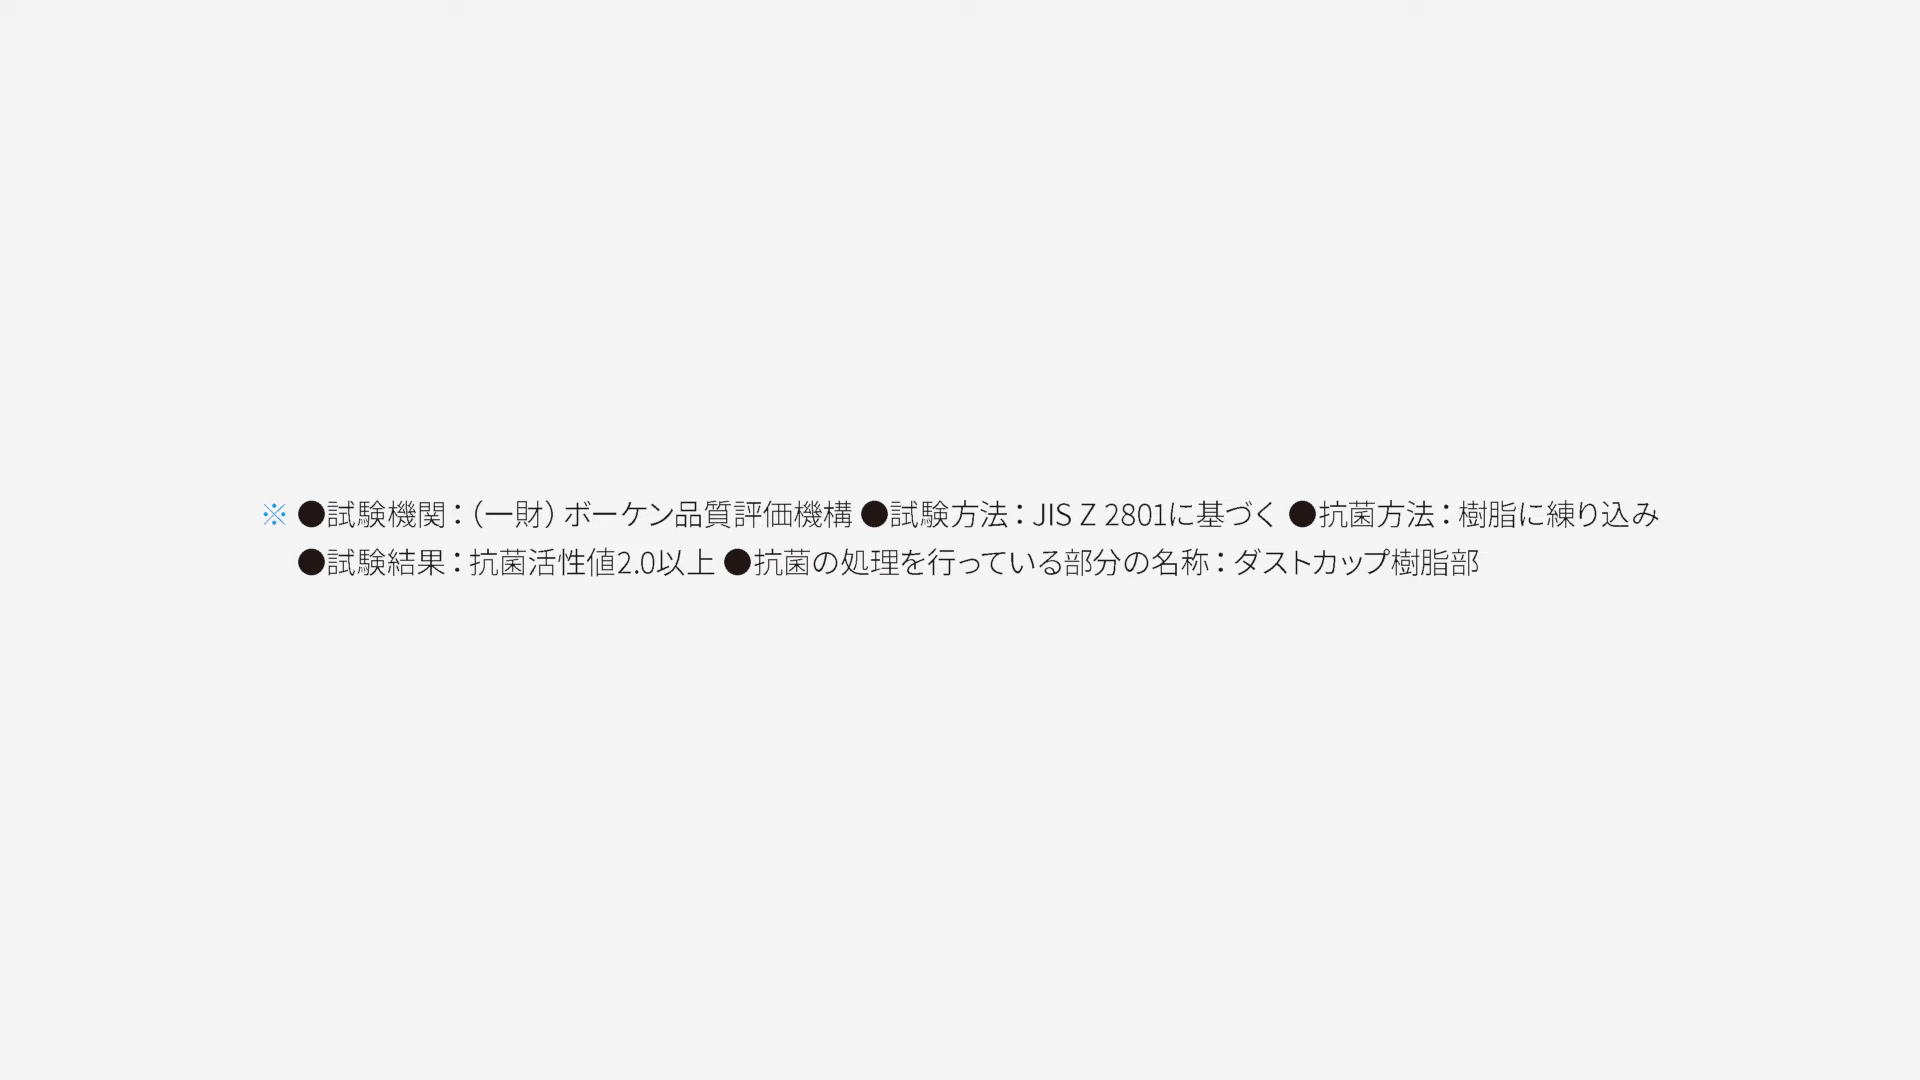 ※ ●試験機関：（一財）ボーケン品質評価機構 ●試験方法：JIS Z 2801に基づく ●抗菌方法：樹脂に練り込み
●試験結果：抗菌活性値2.0以上 ●抗菌の処理を行っている部分の名称：ダストカップ樹脂部